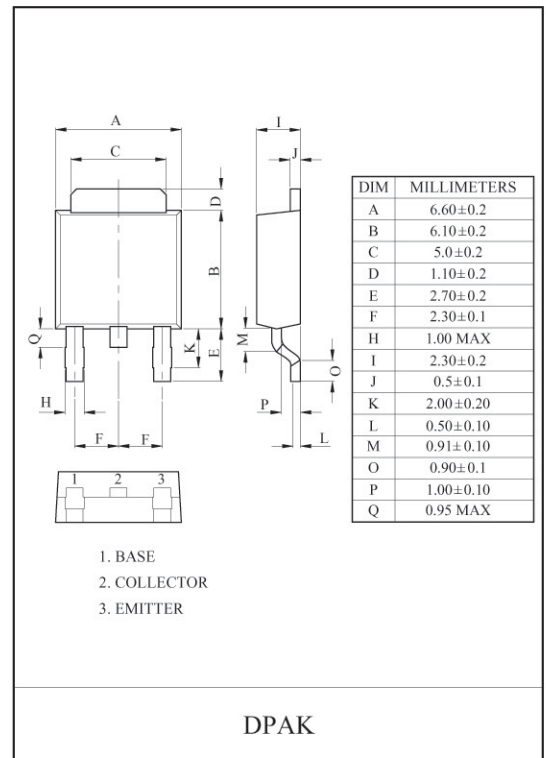 A
C
I
J
D
B
Q
K
E
M
O
H
P
F F
L
1 2 3
1. BASE
2. COLLECTOR
3. EMITTER
DIM MILLIMETERS
A 6.60±0.2
B 6.10±0.2
C 5.0±0.2
D 1.10±0.2
E 2.70±0.2
F 2.30±0.1
H 1.00 MAX
I 2.30±0.2
J 0.5±0.1
K 2.00±0.20
L 0.50±0.10
M 0.91±0.10
O 0.90±0.1
P 1.00±0.10
Q 0.95 MAX
DPAK